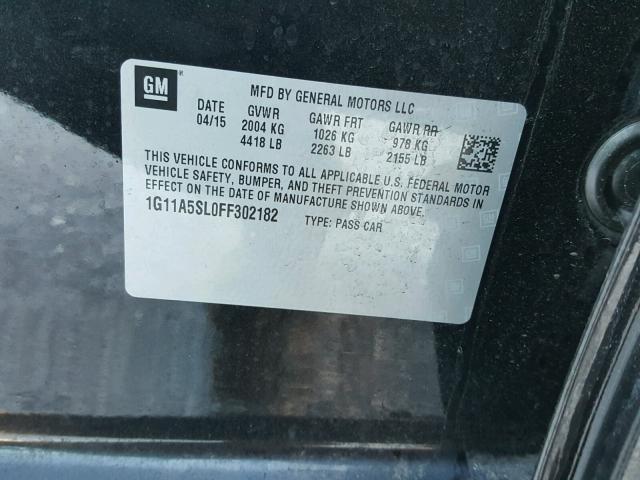 GM
MFD BY GENERAL MOTORS LLC
DATE GVWR GAWR FRT GAWR RR
04/15 2004 KG 1026 KG 978 KG
4418 LB 2263 LB 2155 LB
THIS VEHICLE CONFORMS TO ALL APPLICABLE U.S. FEDERAL MOTOR
VEHICLE SAFETY, BUMPER, AND THEFT PREVENTION STANDARDS IN
EFFECT ON THE DATE OF MANUFACTURE SHOWN ABOVE.
1G11A5SL0FF302182 TYPE: PASS CAR